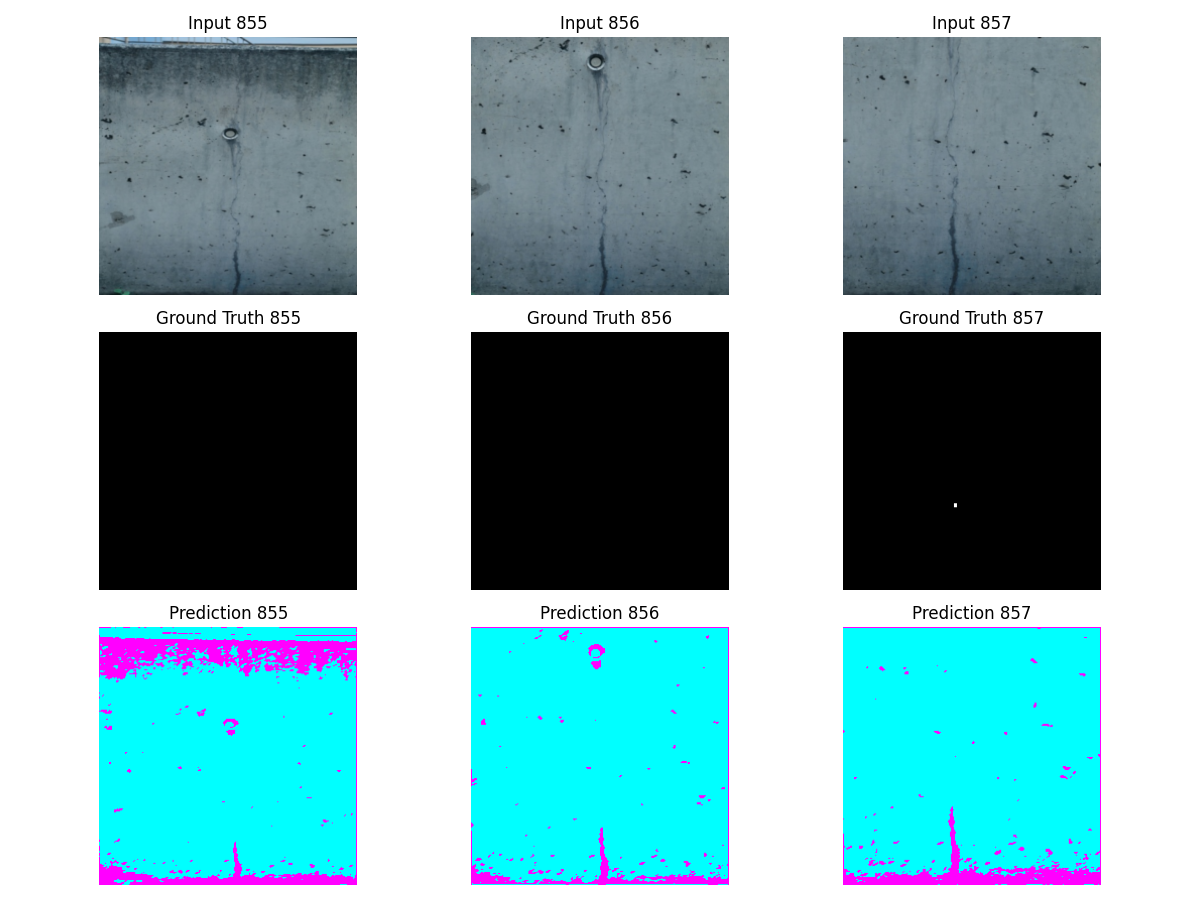 Input 855
Input 856
Input 857
Ground Truth 855
Ground Truth 856
Ground Truth 857
Prediction 855
Prediction 856
Prediction 857